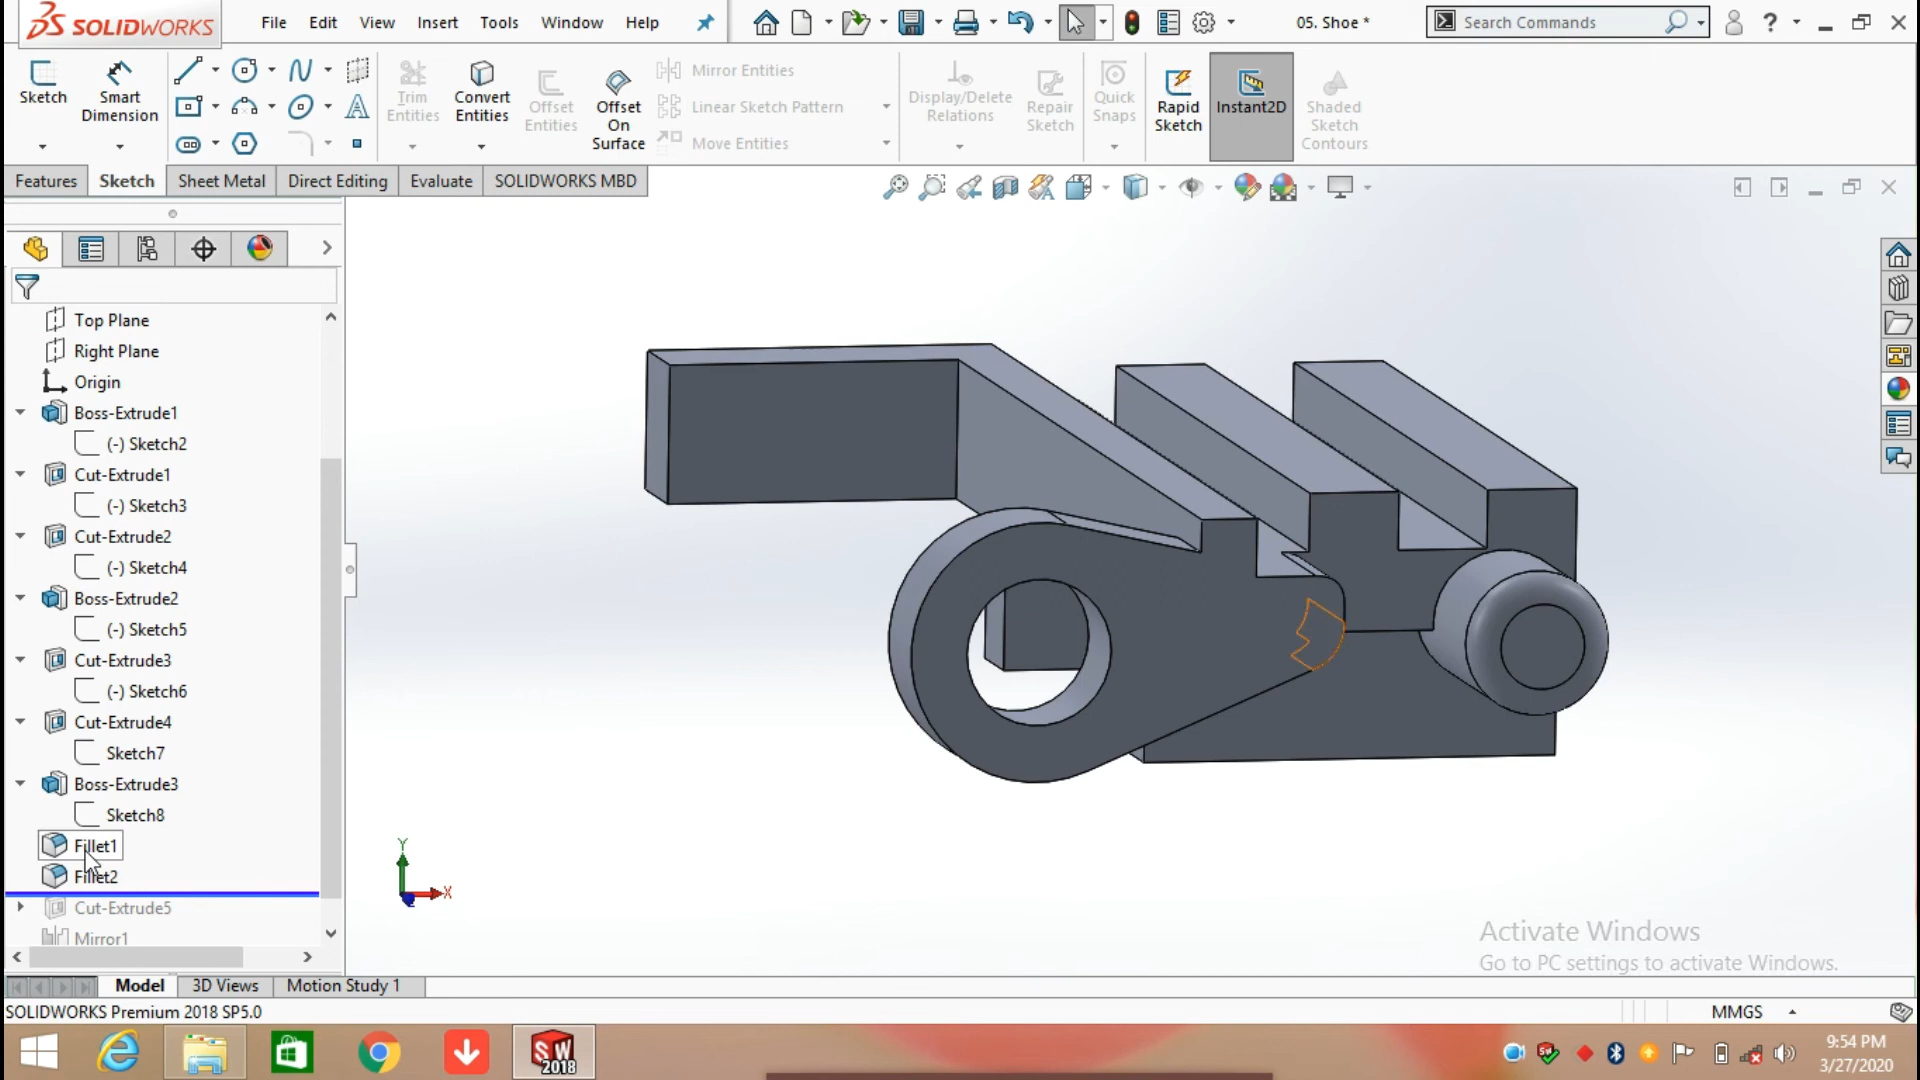 SOLIDWORKS
File Edit View Insert Tools Window Help
05. Shoe *
Search Commands
Sketch
Smart Dimension
Trim Entities
Convert Entities
Offset Entities
Offset On Surface
Mirror Entities
Linear Sketch Pattern
Move Entities
Display/Delete Relations
Repair Sketch
Quick Snaps
Rapid Sketch
Instant2D
Shaded Sketch Contours
Features Sketch Sheet Metal Direct Editing Evaluate SOLIDWORKS MBD
Top Plane
Right Plane
Origin
Boss-Extrude1
(-) Sketch2
Cut-Extrude1
(-) Sketch3
Cut-Extrude2
(-) Sketch4
Boss-Extrude2
(-) Sketch5
Cut-Extrude3
(-) Sketch6
Cut-Extrude4
Sketch7
Boss-Extrude3
Sketch8
Fillet1
Fillet2
Cut-Extrude5
Mirror1
Y
X
Activate Windows
Go to PC settings to activate Windows.
Model 3D Views Motion Study 1
SOLIDWORKS Premium 2018 SP5.0
MMGS
SW
2018
9:54 PM
3/27/2020